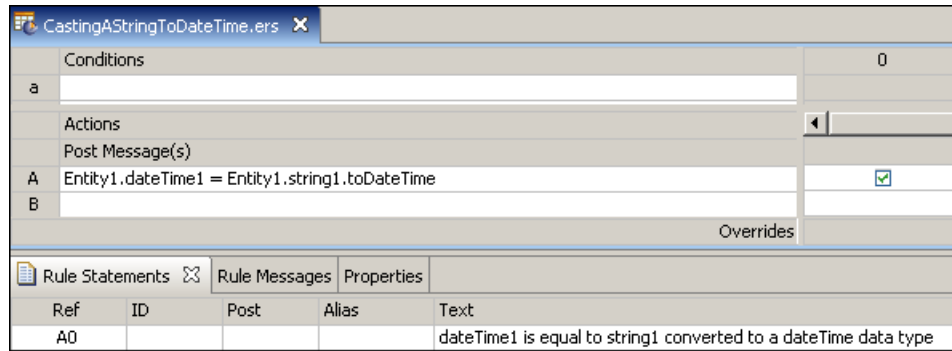 CastingAStringToDateTime.ers
Conditions 0
a
Actions
Post Message(s)
A Entity1.dateTime1 = Entity1.string1.toDateTime
B
Overrides
Rule Statements Rule Messages Properties
Ref ID Post Alias Text
A0 dateTime1 is equal to string1 converted to a dateTime data type